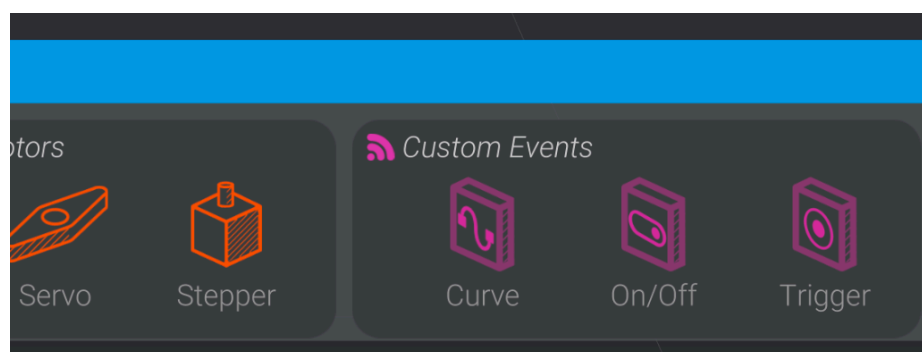 otors
Custom Events
Servo
Stepper
Curve
On/Off
Trigger